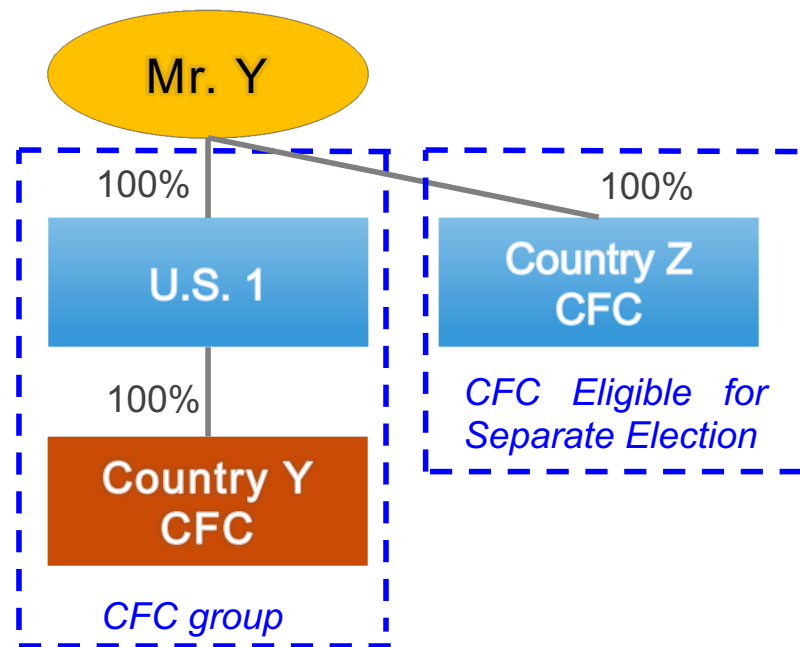 Mr. Y
100%
100%
U.S. 1
Country Z
CFC
100%
CFC Eligible for
Separate Election
Country Y
CFC
CFC group